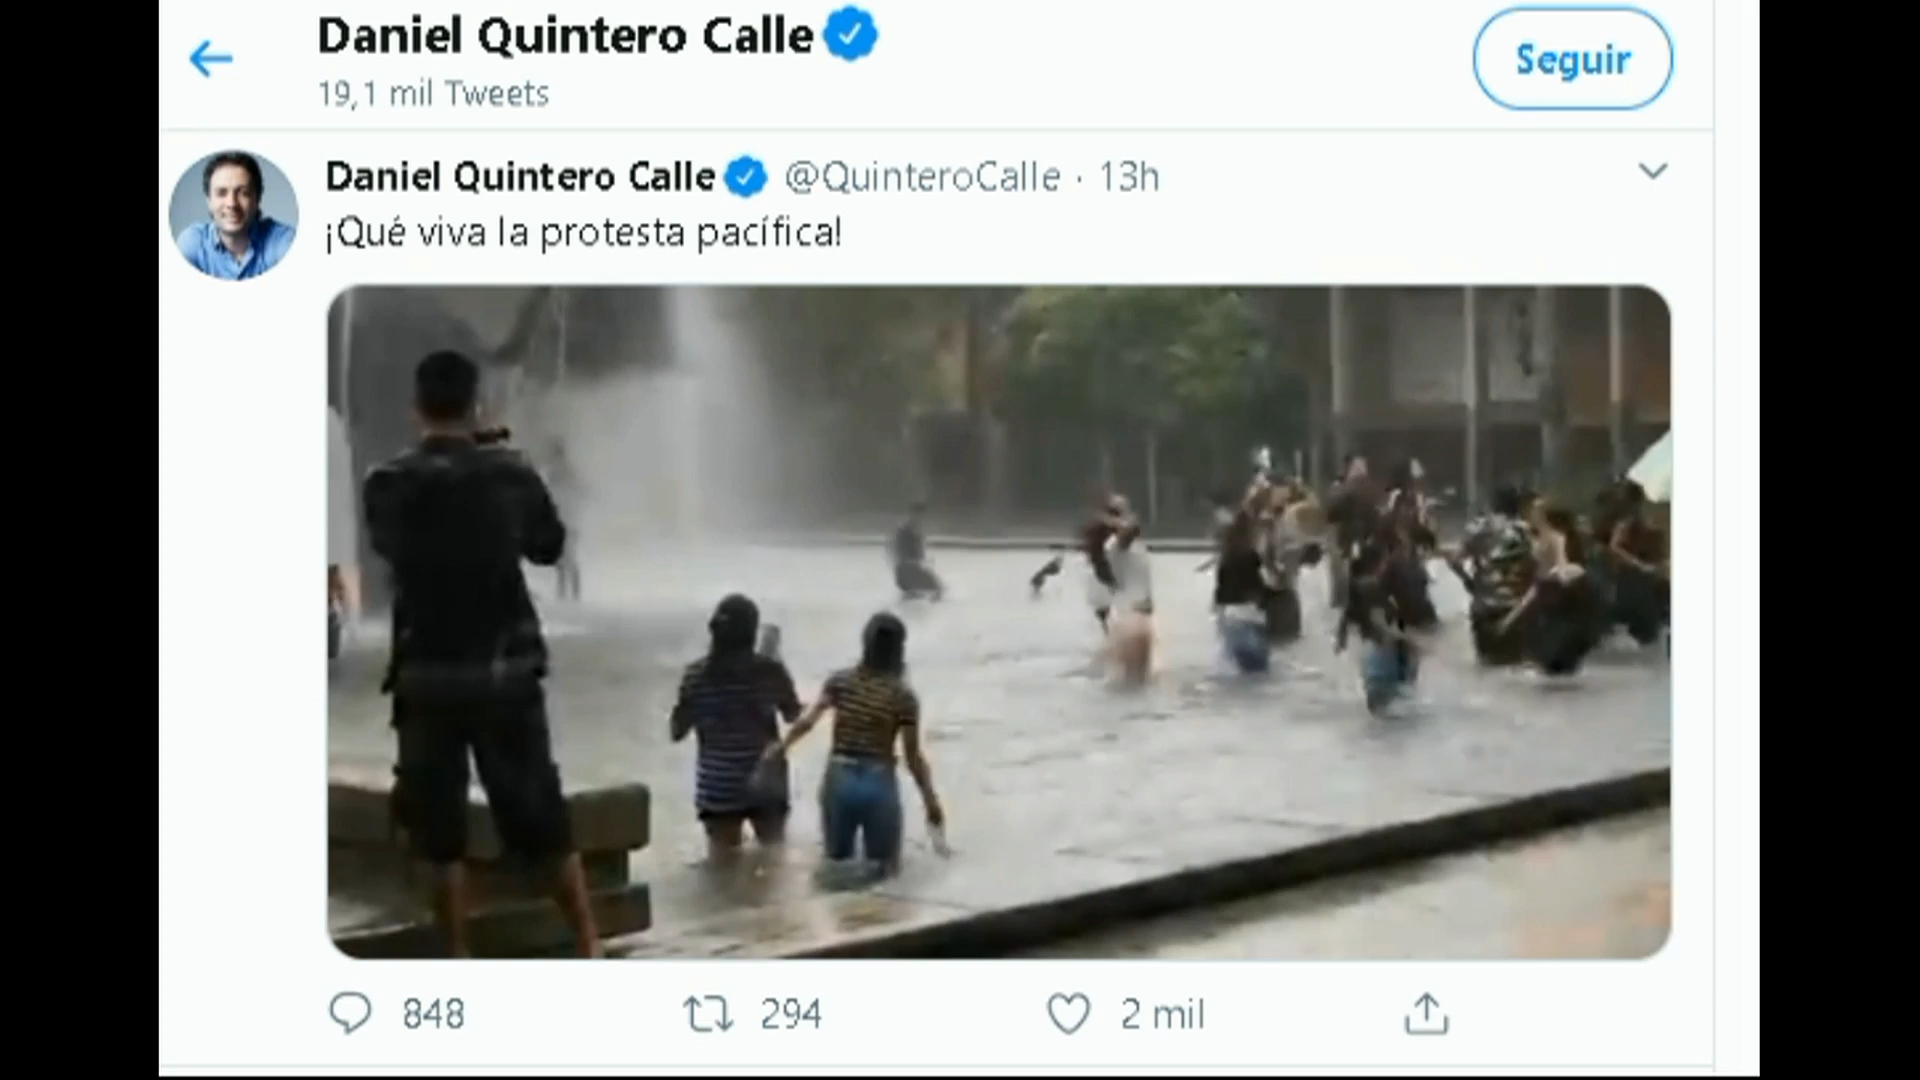 Daniel Quintero Calle
19,1 mil Tweets
Seguir
Daniel Quintero Calle @QuinteroCalle · 13h
¡Qué viva la protesta pacífica!
848 294 2 mil